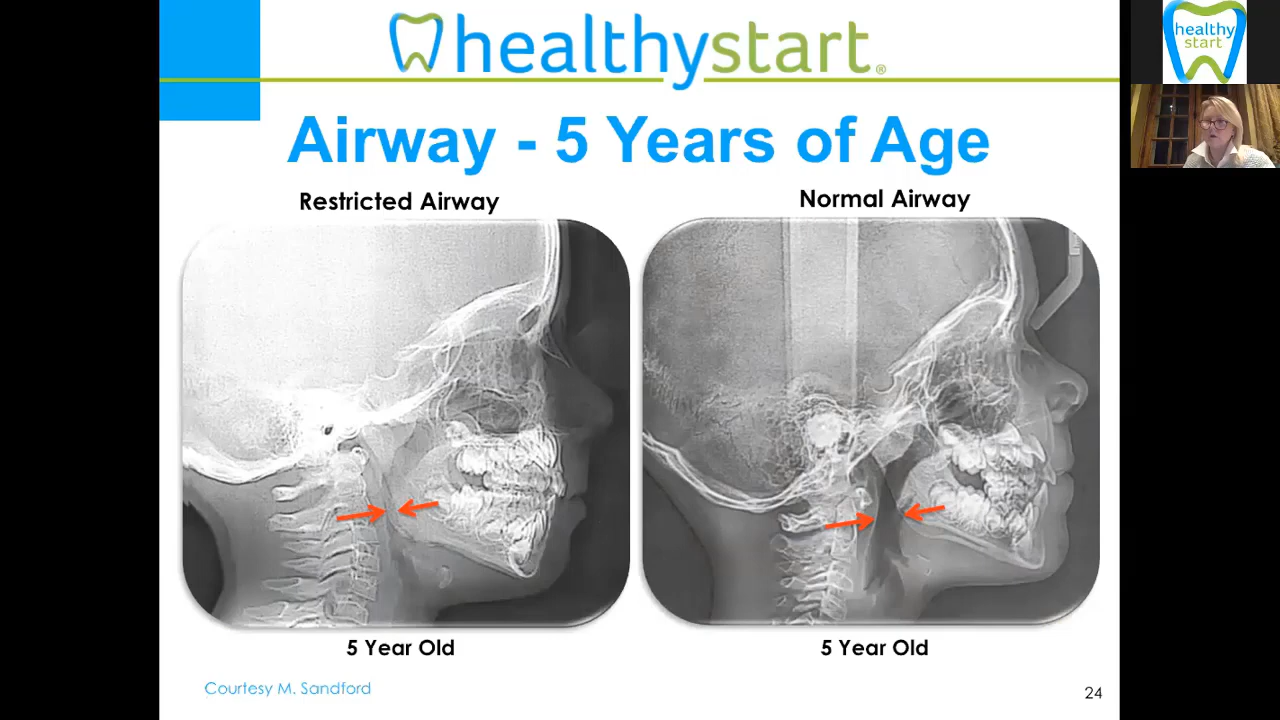 healthystart®
healthy
start
Airway - 5 Years of Age
Restricted Airway
Normal Airway
5 Year Old
5 Year Old
Courtesy M. Sandford
24